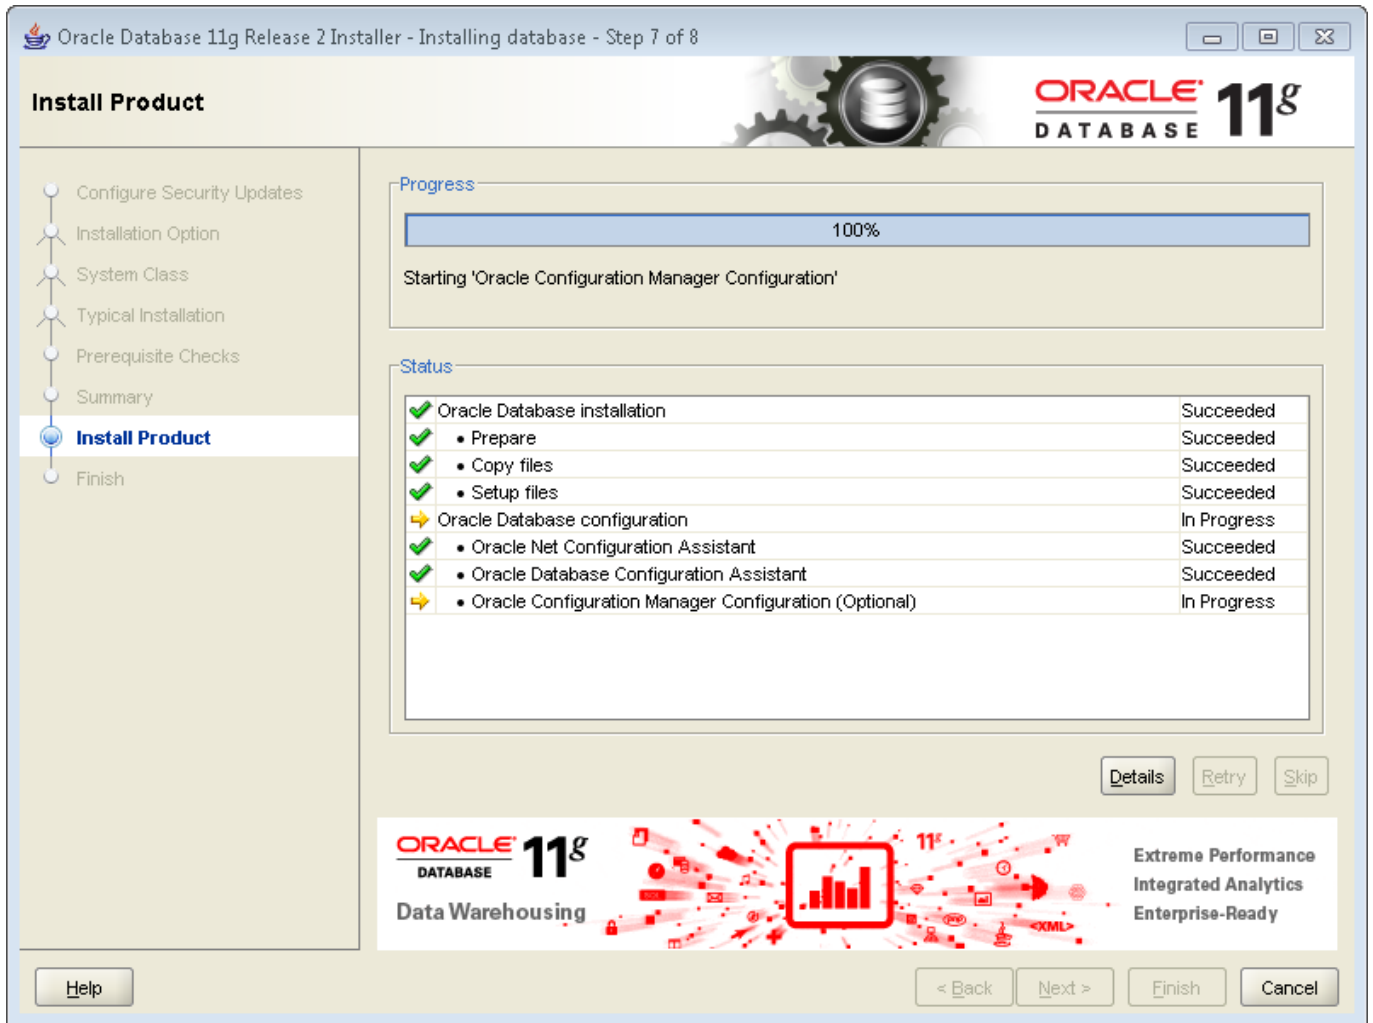 Oracle Database 11g Release 2 Installer - Installing database - Step 7 of 8
Install Product
ORACLE® 11g
DATABASE
Configure Security Updates
Installation Option
System Class
Typical Installation
Prerequisite Checks
Summary
Install Product
Finish
Progress
100%
Starting 'Oracle Configuration Manager Configuration'
Status
Oracle Database installation Succeeded
• Prepare Succeeded
• Copy files Succeeded
• Setup files Succeeded
Oracle Database configuration In Progress
• Oracle Net Configuration Assistant Succeeded
• Oracle Database Configuration Assistant Succeeded
• Oracle Configuration Manager Configuration (Optional) In Progress
Details Retry Skip
ORACLE® 11g
DATABASE
Data Warehousing
11g
php
<XML>
Extreme Performance
Integrated Analytics
Enterprise-Ready
Help < Back Next > Finish Cancel